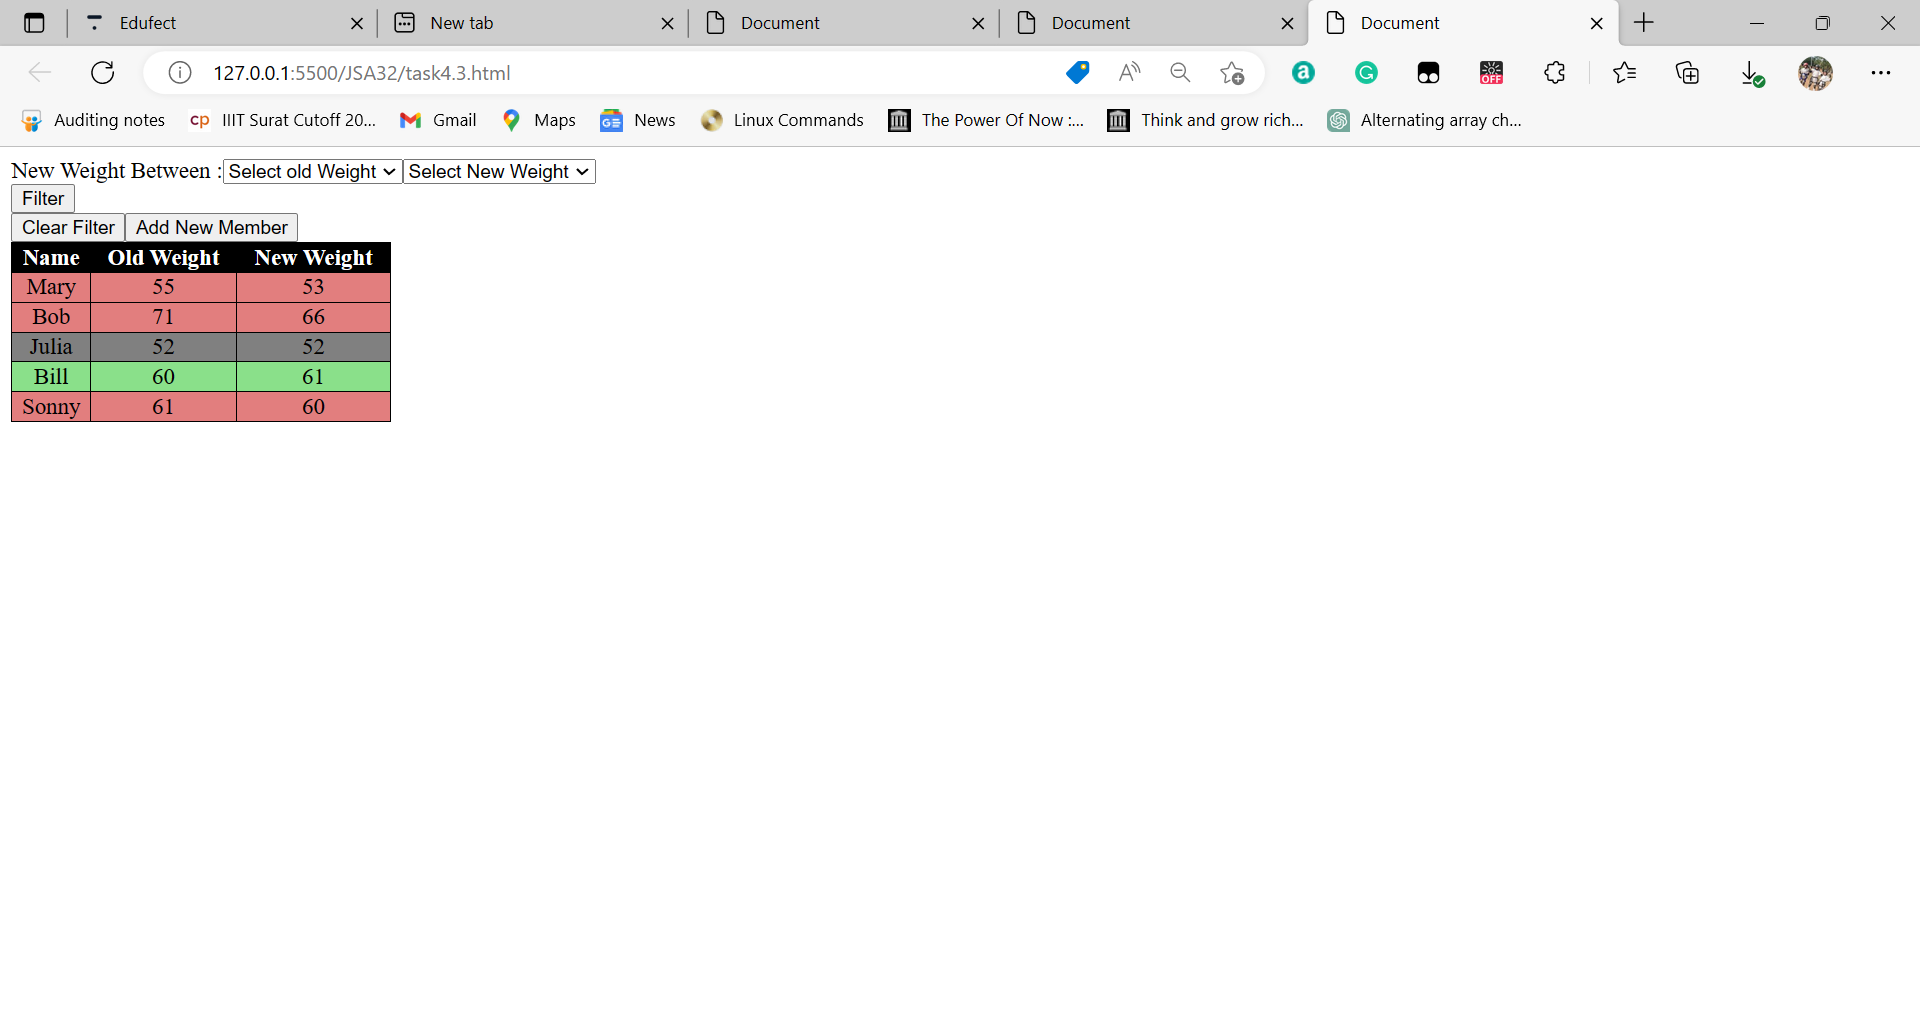 Edufect New tab Document Document Document
127.0.0.1:5500/JSA32/task4.3.html A a G OFF
Auditing notes cp IIIT Surat Cutoff 20... Gmail Maps GE News Linux Commands The Power Of Now :... Think and grow rich... Alternating array ch...
New Weight Between : Select old Weight Select New Weight
Filter
Clear Filter Add New Member
Name Old Weight New Weight
Mary 55 53
Bob 71 66
Julia 52 52
Bill 60 61
Sonny 61 60